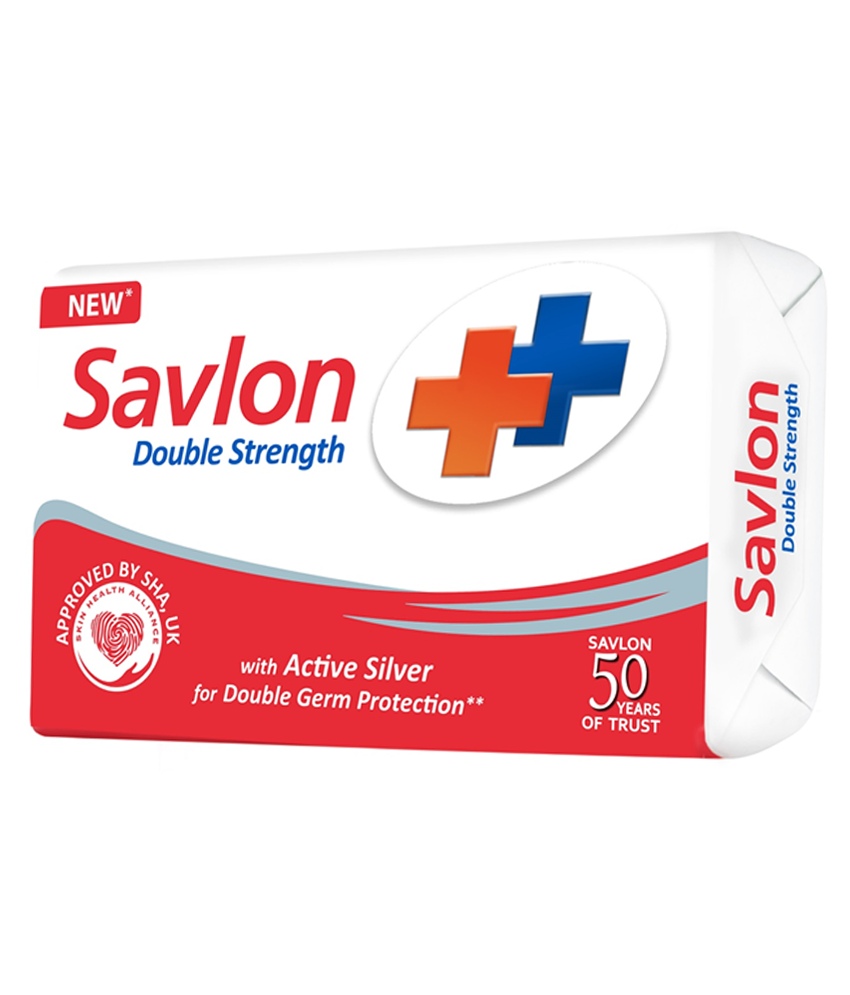 NEW*
Savlon
Double Strength
APPROVED BY SHA, UK
SKIN HEALTH ALLIANCE
with Active Silver
for Double Germ Protection**
SAVLON
50
YEARS
OF TRUST
Savlon
Double Strength